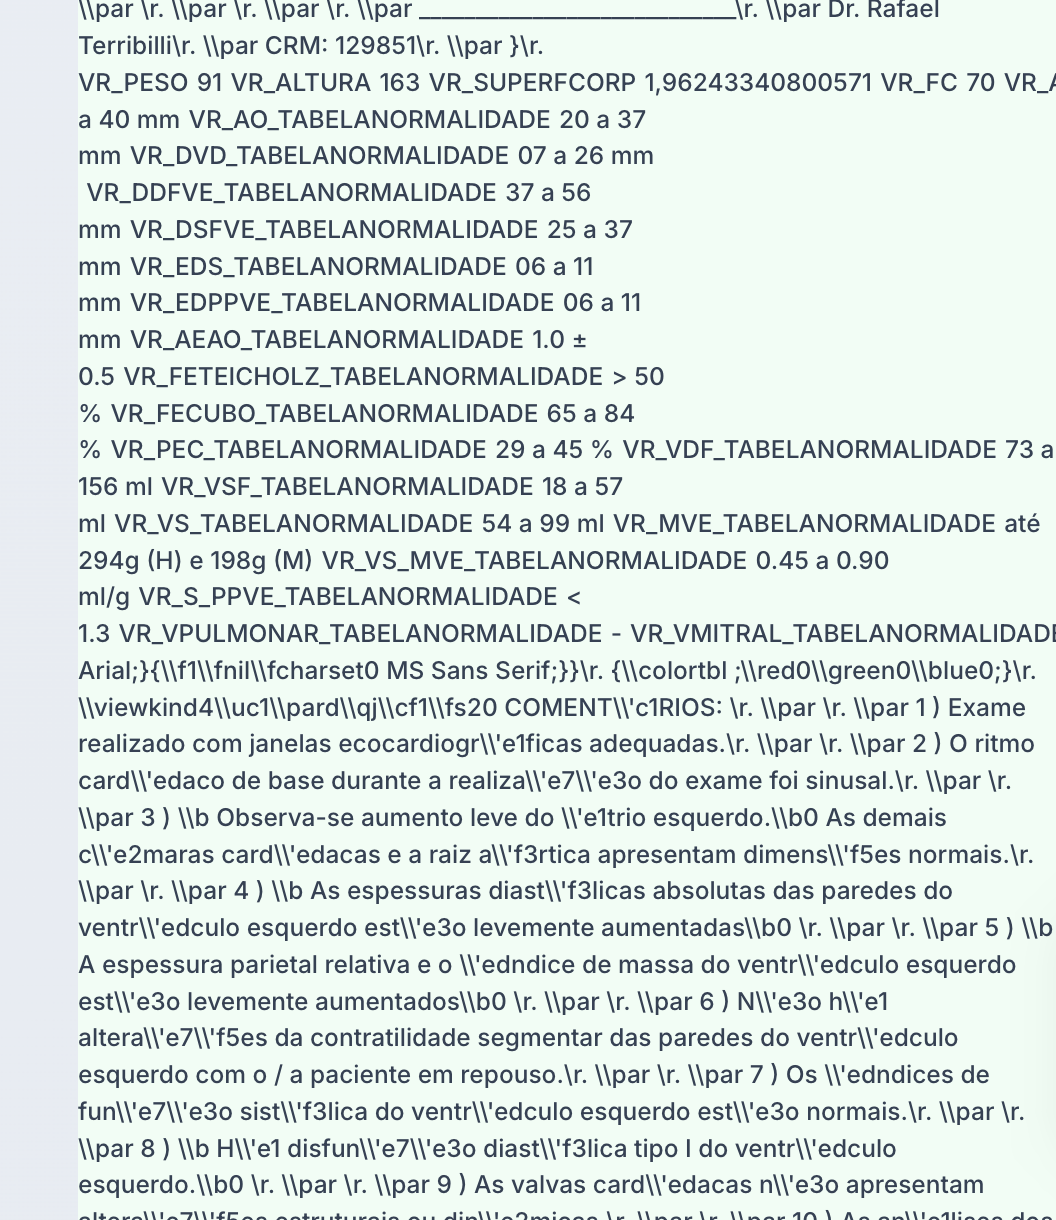 \\par \r. \\par \r. \\par \r. \\par ____________________________\r. \\par Dr. Rafael
Terribilli\r. \\par CRM: 129851\r. \\par }\r.
VR_PESO 91 VR_ALTURA 163 VR_SUPERFCORP 1,96243340800571 VR_FC 70
a 40 mm VR_AO_TABELANORMALIDADE 20 a 37
mm VR_DVD_TABELANORMALIDADE 07 a 26 mm
VR_DDFVE_TABELANORMALIDADE 37 a 56
mm VR_DSFVE_TABELANORMALIDADE 25 a 37
mm VR_EDS_TABELANORMALIDADE 06 a 11
mm VR_EDPPVE_TABELANORMALIDADE 06 a 11
mm VR_AEAO_TABELANORMALIDADE 1.0 ±
0.5 VR_FETEICHOLZ_TABELANORMALIDADE > 50
% VR_FECUBO_TABELANORMALIDADE 65 a 84
% VR_PEC_TABELANORMALIDADE 29 a 45 % VR_VDF_TABELANORMALIDADE 73 a
156 ml VR_VSF_TABELANORMALIDADE 18 a 57
ml VR_VS_TABELANORMALIDADE 54 a 99 ml VR_MVE_TABELANORMALIDADE até
294g (H) e 198g (M) VR_VS_MVE_TABELANORMALIDADE 0.45 a 0.90
ml/g VR_S_PPVE_TABELANORMALIDADE <
1.3 VR_VPULMONAR_TABELANORMALIDADE - VR_VMITRAL_TABELANORMALIDADE
Arial;}{\\f1\\fnil\\fcharset0 MS Sans Serif;}}\r. {\\colortbl ;\\red0\\green0\\blue0;}\r.
\\viewkind4\\uc1\\pard\\qj\\cf1\\fs20 COMENT\\'c1RIOS: \r. \\par \r. \\par 1 ) Exame
realizado com janelas ecocardiogr\\'e1ficas adequadas.\r. \\par \r. \\par 2 ) O ritmo
card\\'edaco de base durante a realiza\\'e7\\'e3o do exame foi sinusal.\r. \\par \r.
\\par 3 ) \\b Observa-se aumento leve do \\'e1trio esquerdo.\\b0 As demais
c\\'e2maras card\\'edacas e a raiz a\\'f3rtica apresentam dimens\\'f5es normais.\r.
\\par \r. \\par 4 ) \\b As espessuras diast\\'f3licas absolutas das paredes do
ventr\\'edculo esquerdo est\\'e3o levemente aumentadas\\b0 \r. \\par \r. \\par 5 ) \\b
A espessura parietal relativa e o \\'edndice de massa do ventr\\'edculo esquerdo
est\\'e3o levemente aumentados\\b0 \r. \\par \r. \\par 6 ) N\\'e3o h\\'e1
altera\\'e7\\'f5es da contratilidade segmentar das paredes do ventr\\'edculo
esquerdo com o / a paciente em repouso.\r. \\par \r. \\par 7 ) Os \\'edndices de
fun\\'e7\\'e3o sist\\'f3lica do ventr\\'edculo esquerdo est\\'e3o normais.\r. \\par \r.
\\par 8 ) \\b H\\'e1 disfun\\'e7\\'e3o diast\\'f3lica tipo I do ventr\\'edculo
esquerdo.\\b0 \r. \\par \r. \\par 9 ) As valvas card\\'edacas n\\'e3o apresentam